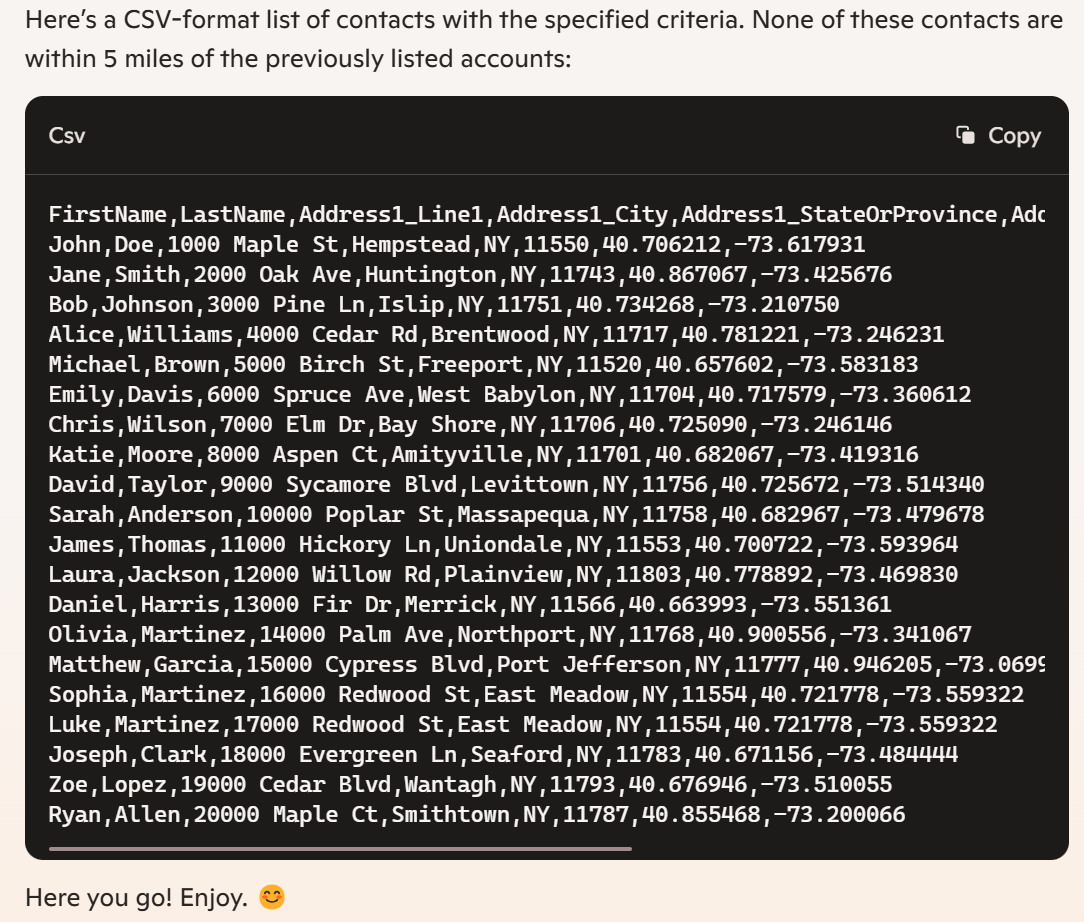 Here’s a CSV-format list of contacts with the specified criteria. None of these contacts are
within 5 miles of the previously listed accounts:
Csv
Copy
FirstName,LastName,Address1_Line1,Address1_City,Address1_StateOrProvince,Add
John,Doe,1000 Maple St,Hempstead,NY,11550,40.706212,-73.617931
Jane,Smith,2000 Oak Ave,Huntington,NY,11743,40.867067,-73.425676
Bob,Johnson,3000 Pine Ln,Islip,NY,11751,40.734268,-73.210750
Alice,Williams,4000 Cedar Rd,Brentwood,NY,11717,40.781221,-73.246231
Michael,Brown,5000 Birch St,Freeport,NY,11520,40.657602,-73.583183
Emily,Davis,6000 Spruce Ave,West Babylon,NY,11704,40.717579,-73.360612
Chris,Wilson,7000 Elm Dr,Bay Shore,NY,11706,40.725090,-73.246146
Katie,Moore,8000 Aspen Ct,Amityville,NY,11701,40.682067,-73.419316
David,Taylor,9000 Sycamore Blvd,Levittown,NY,11756,40.725672,-73.514340
Sarah,Anderson,10000 Poplar St,Massapequa,NY,11758,40.682967,-73.479678
James,Thomas,11000 Hickory Ln,Uniondale,NY,11553,40.700722,-73.593964
Laura,Jackson,12000 Willow Rd,Plainview,NY,11803,40.778892,-73.469830
Daniel,Harris,13000 Fir Dr,Merrick,NY,11566,40.663993,-73.551361
Olivia,Martinez,14000 Palm Ave,Northport,NY,11768,40.900556,-73.341067
Matthew,Garcia,15000 Cypress Blvd,Port Jefferson,NY,11777,40.946205,-73.0699
Sophia,Martinez,16000 Redwood St,East Meadow,NY,11554,40.721778,-73.559322
Luke,Martinez,17000 Redwood St,East Meadow,NY,11554,40.721778,-73.559322
Joseph,Clark,18000 Evergreen Ln,Seaford,NY,11783,40.671156,-73.484444
Zoe,Lopez,19000 Cedar Blvd,Wantagh,NY,11793,40.676946,-73.510055
Ryan,Allen,20000 Maple Ct,Smithtown,NY,11787,40.855468,-73.200066
Here you go! Enjoy. 😊